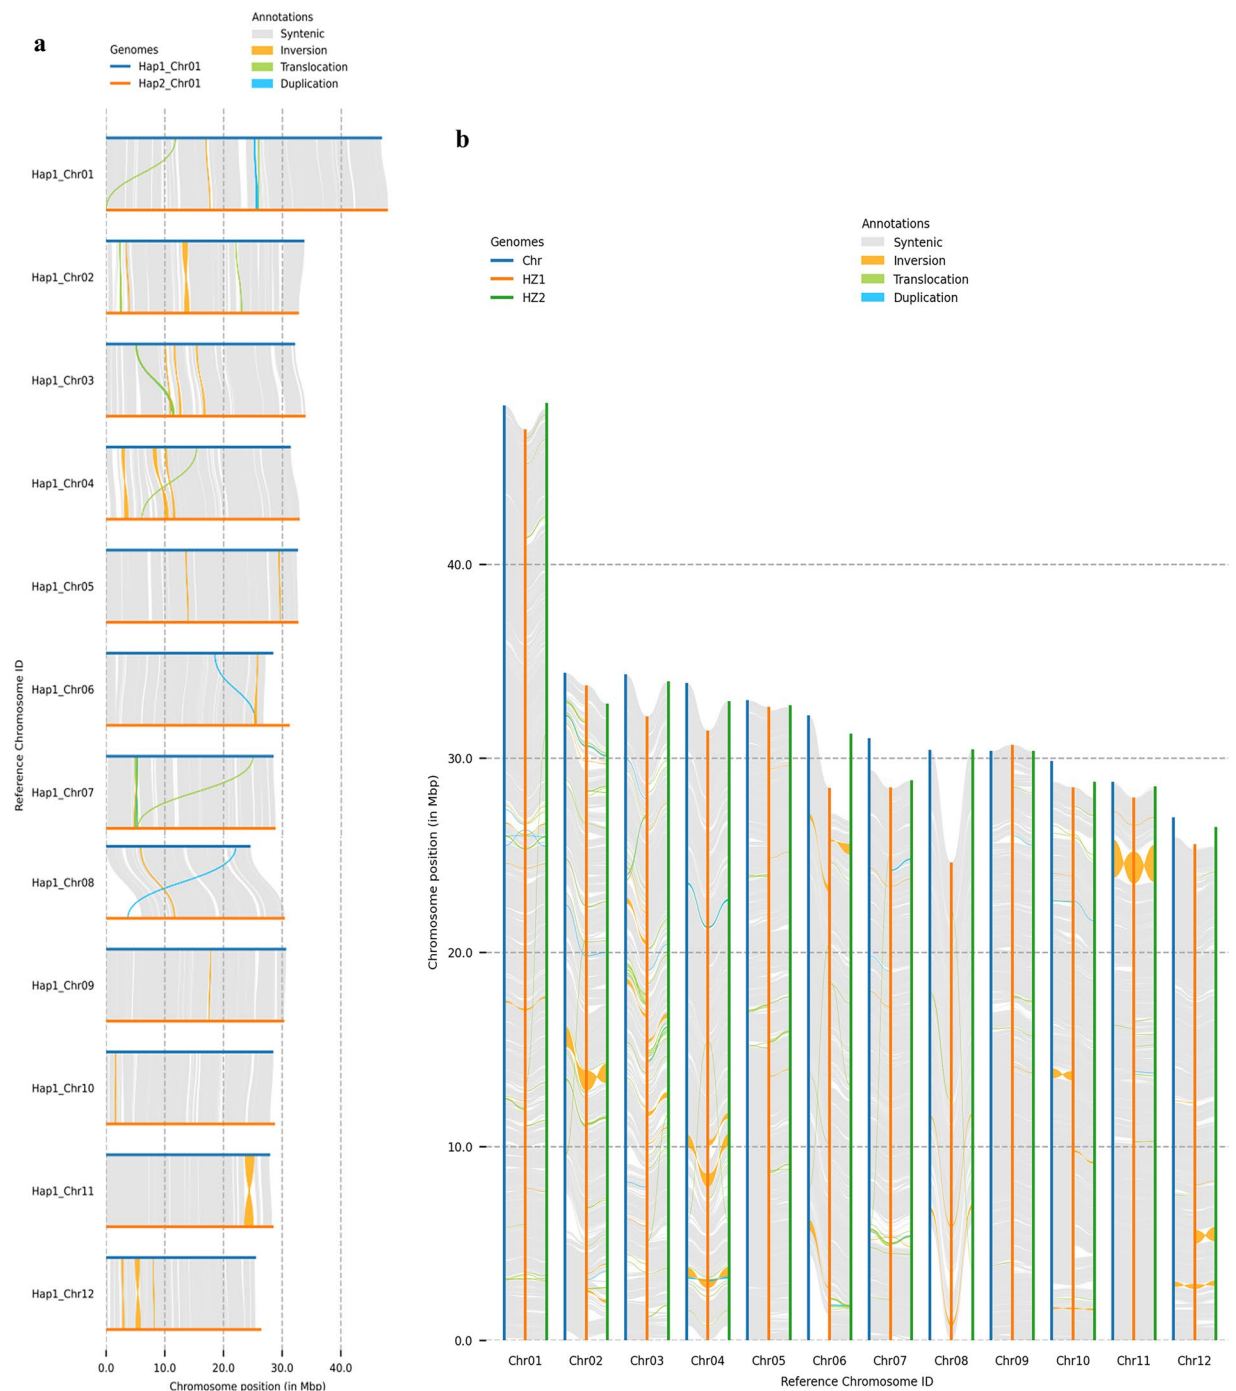 a
Genomes
Hap1_Chr01
Hap2_Chr01
Annotations
Syntenic
Inversion
Translocation
Duplication
Reference Chromosome ID
Hap1_Chr01
Hap1_Chr02
Hap1_Chr03
Hap1_Chr04
Hap1_Chr05
Hap1_Chr06
Hap1_Chr07
Hap1_Chr08
Hap1_Chr09
Hap1_Chr10
Hap1_Chr11
Hap1_Chr12
0.0 10.0 20.0 30.0 40.0
Chromosome position (in Mbp)
b
Genomes
Chr
HZ1
HZ2
Annotations
Syntenic
Inversion
Translocation
Duplication
Chromosome position (in Mbp)
40.0
30.0
20.0
10.0
0.0
Chr01 Chr02 Chr03 Chr04 Chr05 Chr06 Chr07 Chr08 Chr09 Chr10 Chr11 Chr12
Reference Chromosome ID